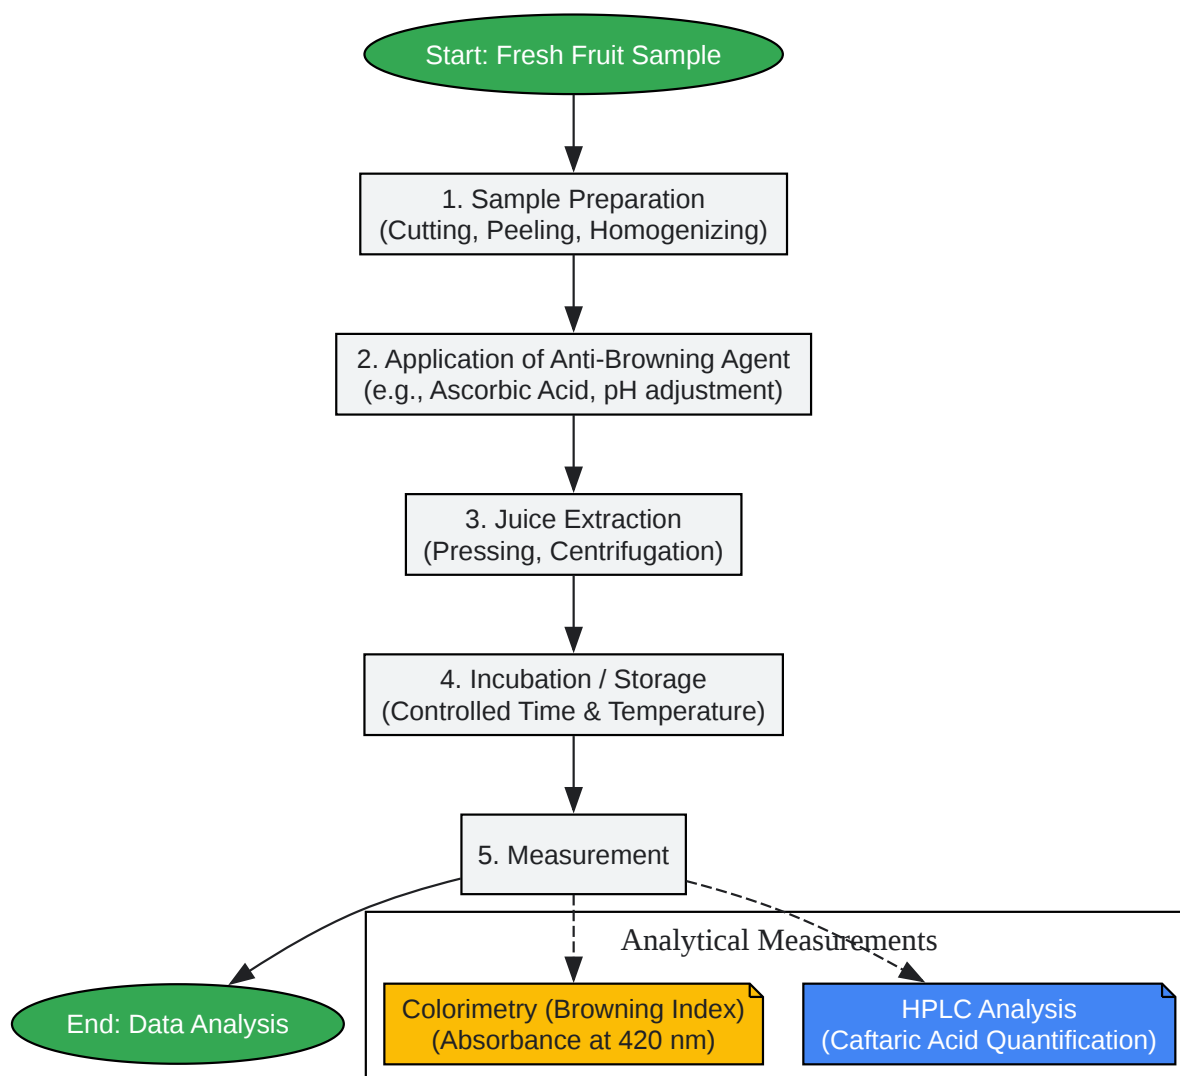 Start: Fresh Fruit Sample
1. Sample Preparation
(Cutting, Peeling, Homogenizing)
2. Application of Anti-Browning Agent
(e.g., Ascorbic Acid, pH adjustment)
3. Juice Extraction
(Pressing, Centrifugation)
4. Incubation / Storage
(Controlled Time & Temperature)
5. Measurement
Analytical Measurements
End: Data Analysis
Colorimetry (Browning Index)
(Absorbance at 420 nm)
HPLC Analysis
(Caftaric Acid Quantification)